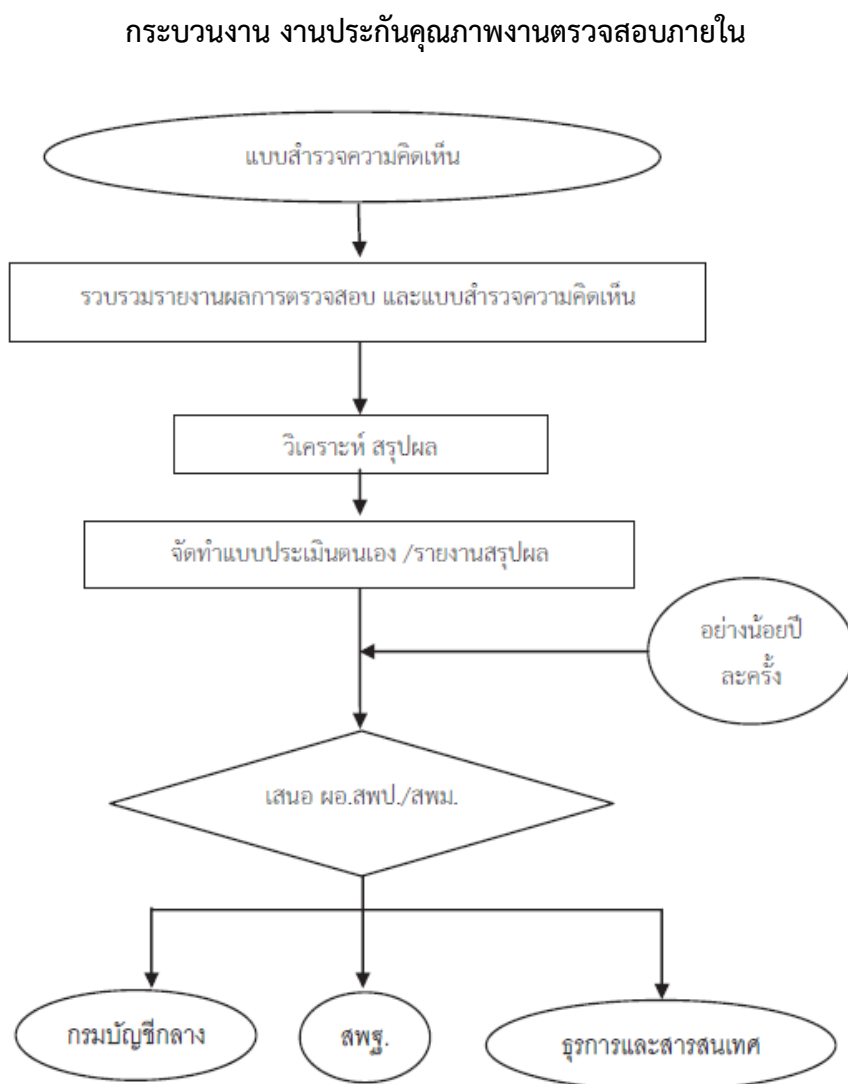 กระบวนงาน งานประกันคุณภาพงานตรวจสอบภายใน
แบบสำรวจความคิดเห็น
รวบรวมรายงานผลการตรวจสอบ และแบบสำรวจความคิดเห็น
วิเคราะห์ สรุปผล
จัดทำแบบประเมินตนเอง /รายงานสรุปผล
อย่างน้อยปี
ละครั้ง
เสนอ ผอ.สพป./สพม.
กรมบัญชีกลาง
สพฐ.
ธุรการและสารสนเทศ